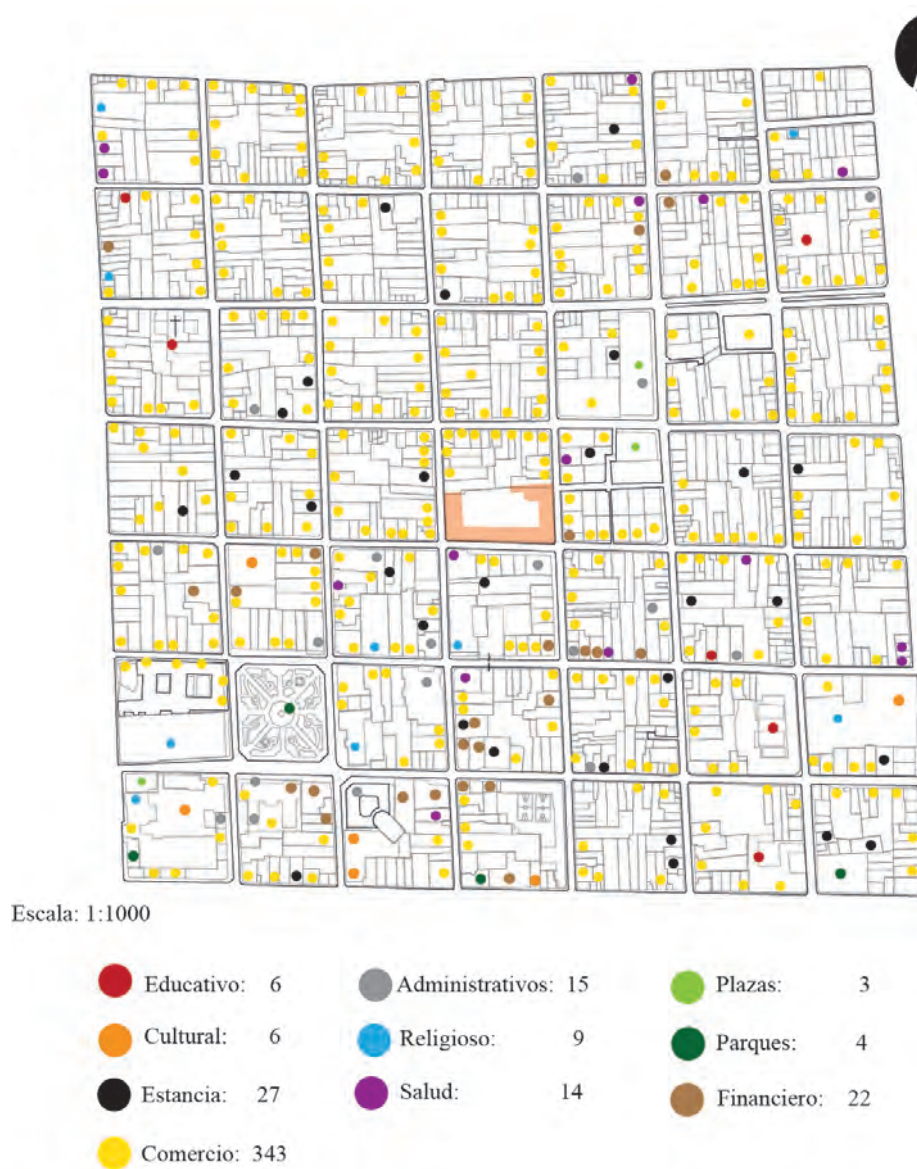 Escala: 1:1000
Educativo: 6
Administrativos: 15
Plazas: 3
Cultural: 6
Religioso: 9
Parques: 4
Estancia: 27
Salud: 14
Financiero: 22
Comercio: 343